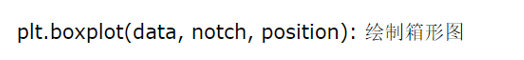 plt.boxplot(data, notch, position): 绘制箱形图